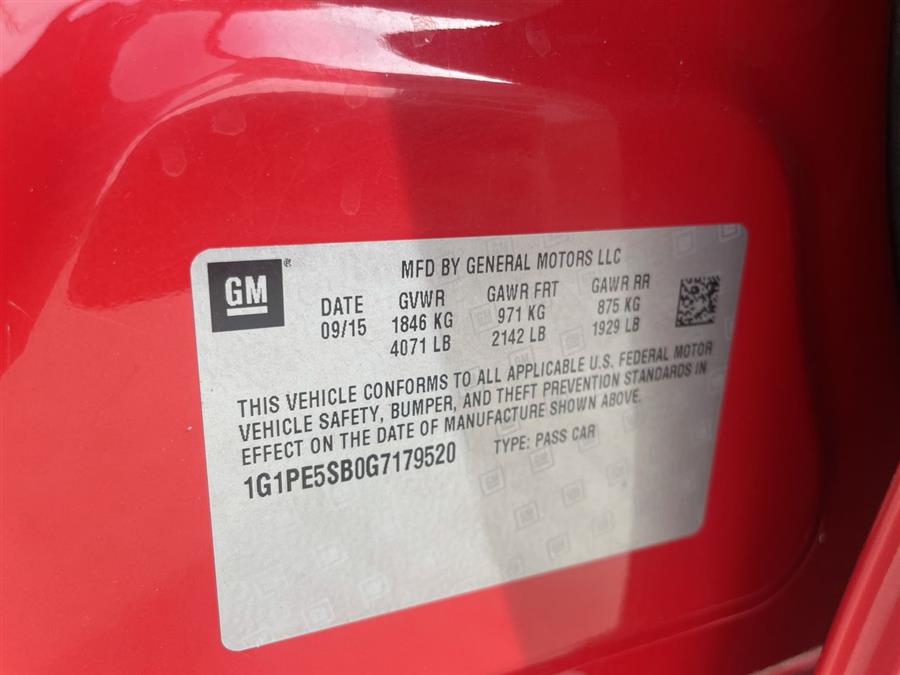 GM®
MFD BY GENERAL MOTORS LLC
DATE GVWR GAWR FRT GAWR RR
09/15 1846 KG 971 KG 875 KG
4071 LB 2142 LB 1929 LB
THIS VEHICLE CONFORMS TO ALL APPLICABLE U.S. FEDERAL MOTOR
VEHICLE SAFETY, BUMPER, AND THEFT PREVENTION STANDARDS IN
EFFECT ON THE DATE OF MANUFACTURE SHOWN ABOVE.
1G1PE5SB0G7179520 TYPE: PASS CAR